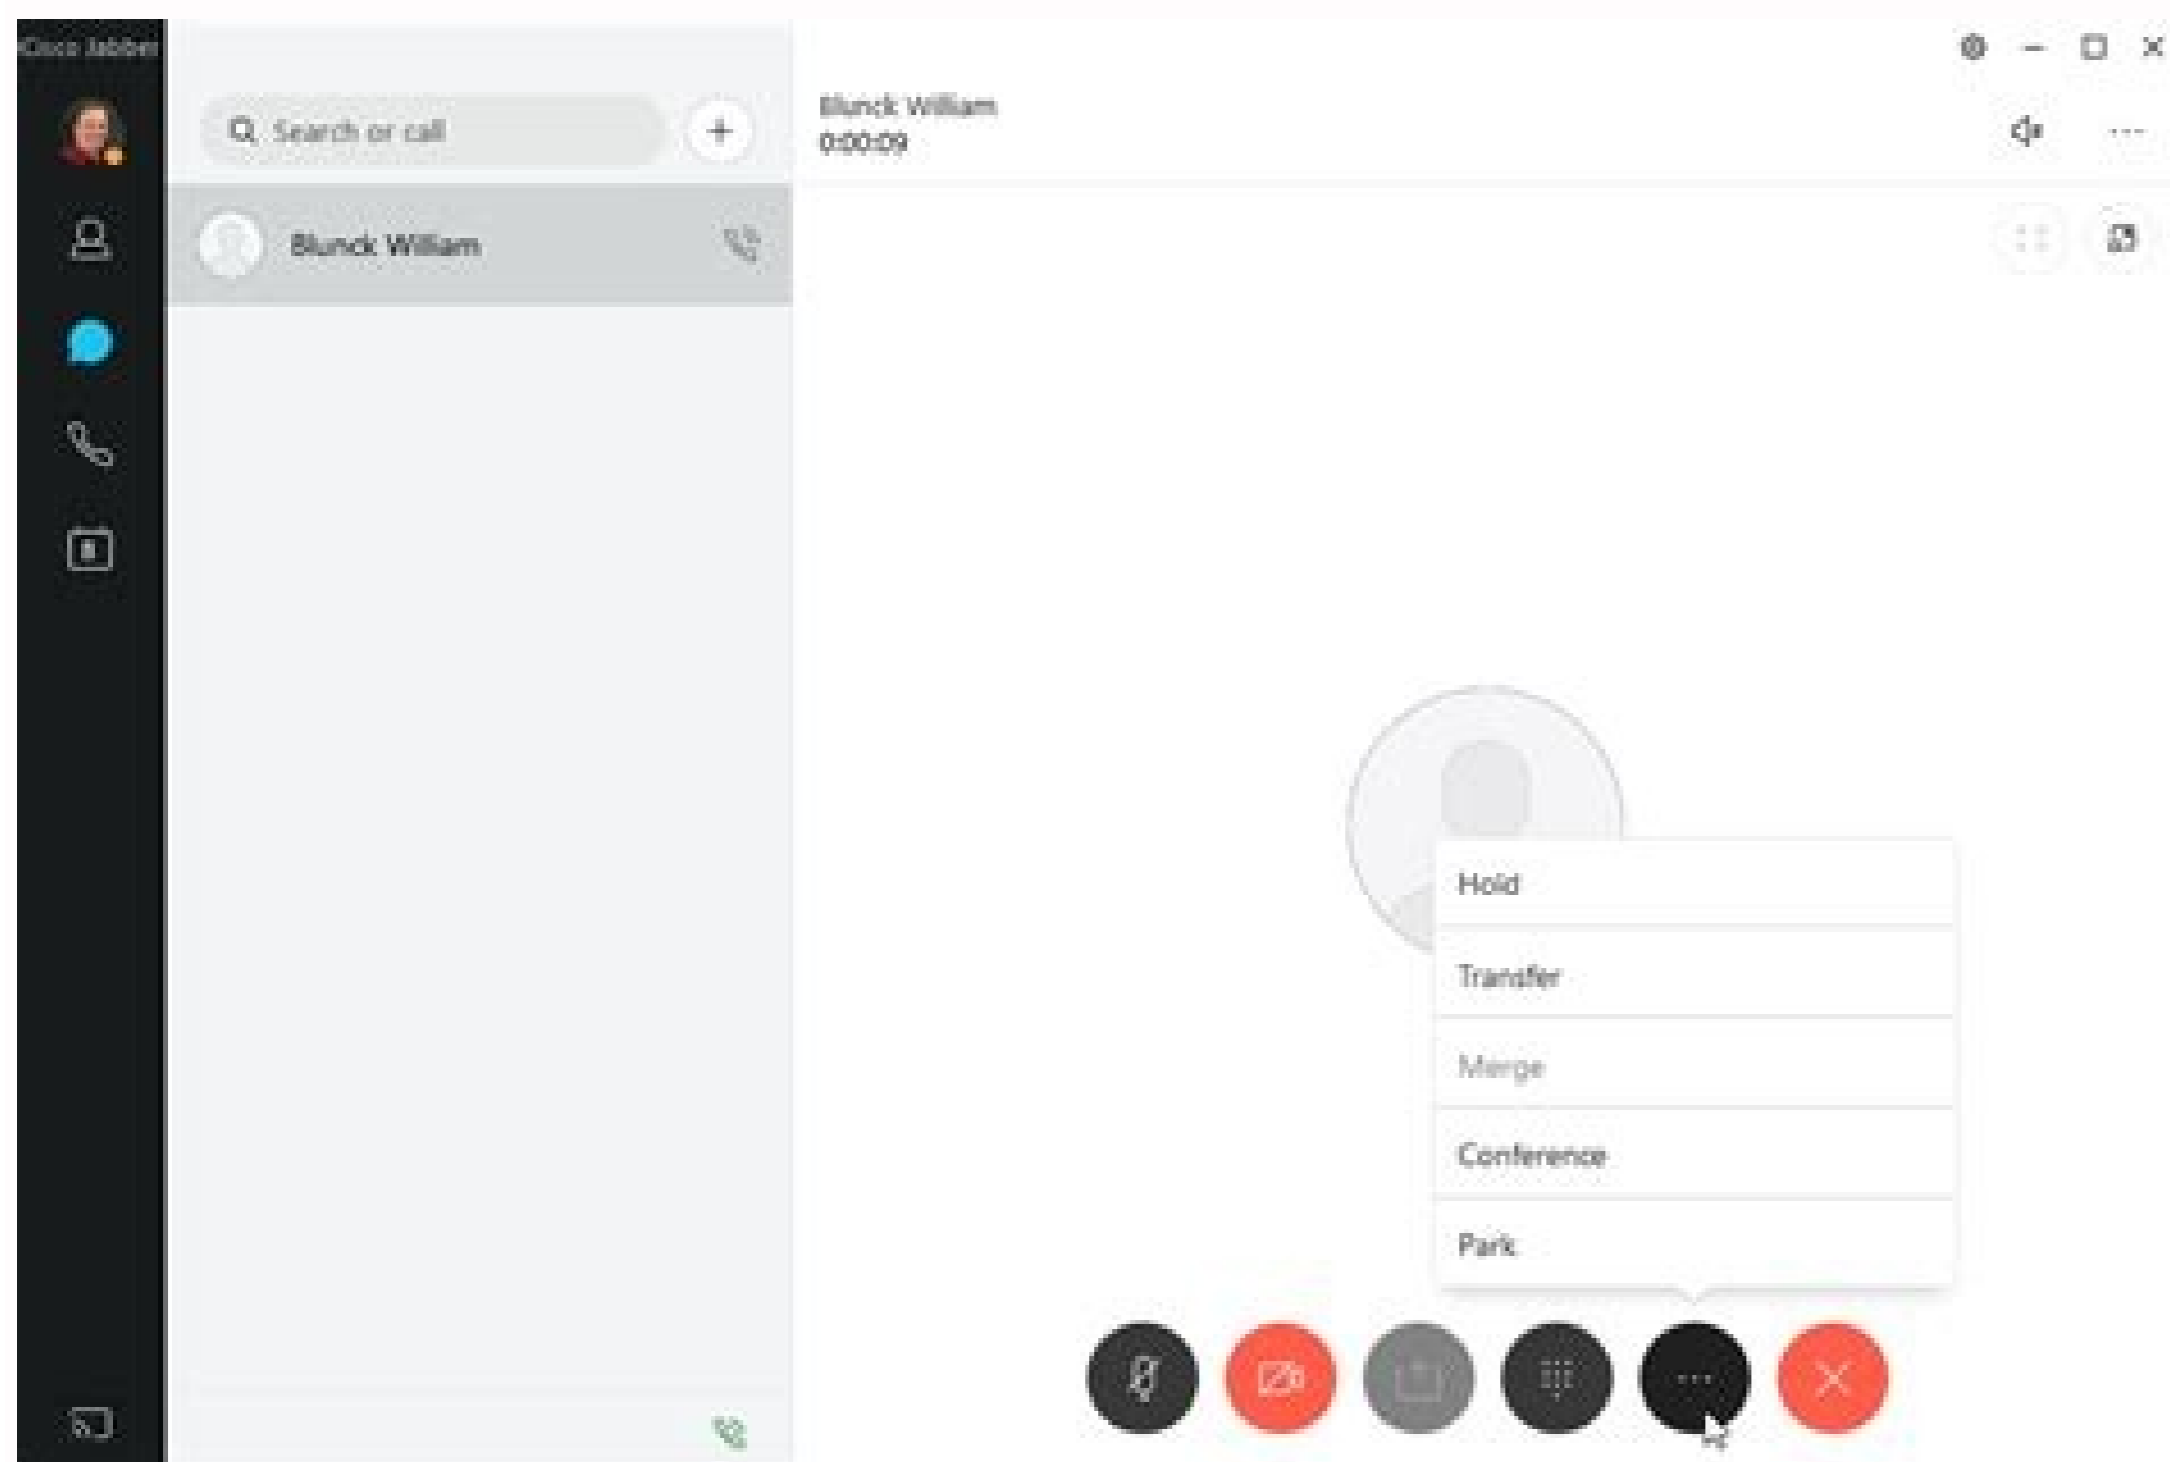 Cisco Jabber
Search or call
Blunck William
0:00:09
Blunck William
Hold
Transfer
Merge
Conference
Park